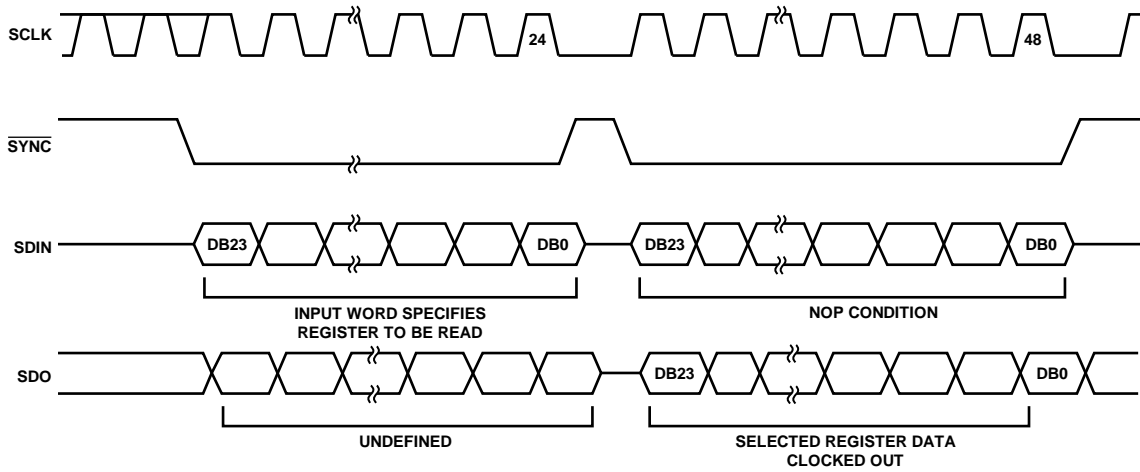 SCLK
24
48
SYNC
SDIN
DB23
DB0
DB23
DB0
INPUT WORD SPECIFIES
REGISTER TO BE READ
NOP CONDITION
SDO
DB23
DB0
UNDEFINED
SELECTED REGISTER DATA
CLOCKED OUT